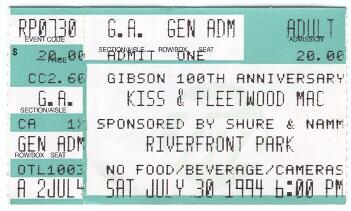 RP0730 G.A. GEN ADM ADULT
EVENT CODE SECTION/AISLE ROW/BOX SEAT ADMISSION
$ 20.00 ADMIT ONE 20.00
PRICE
CC2.60 GIBSON 100TH ANNIVERSARY
G.A. KISS & FLEETWOOD MAC
SECTION/AISLE
CA SPONSORED BY SHURE & NAMM
GEN ADM RIVERFRONT PARK
ROW/BOX SEAT
OTL1003 NO FOOD/BEVERAGE/CAMERAS
A 2JUL4 SAT JULY 30 1994 6:00 PM